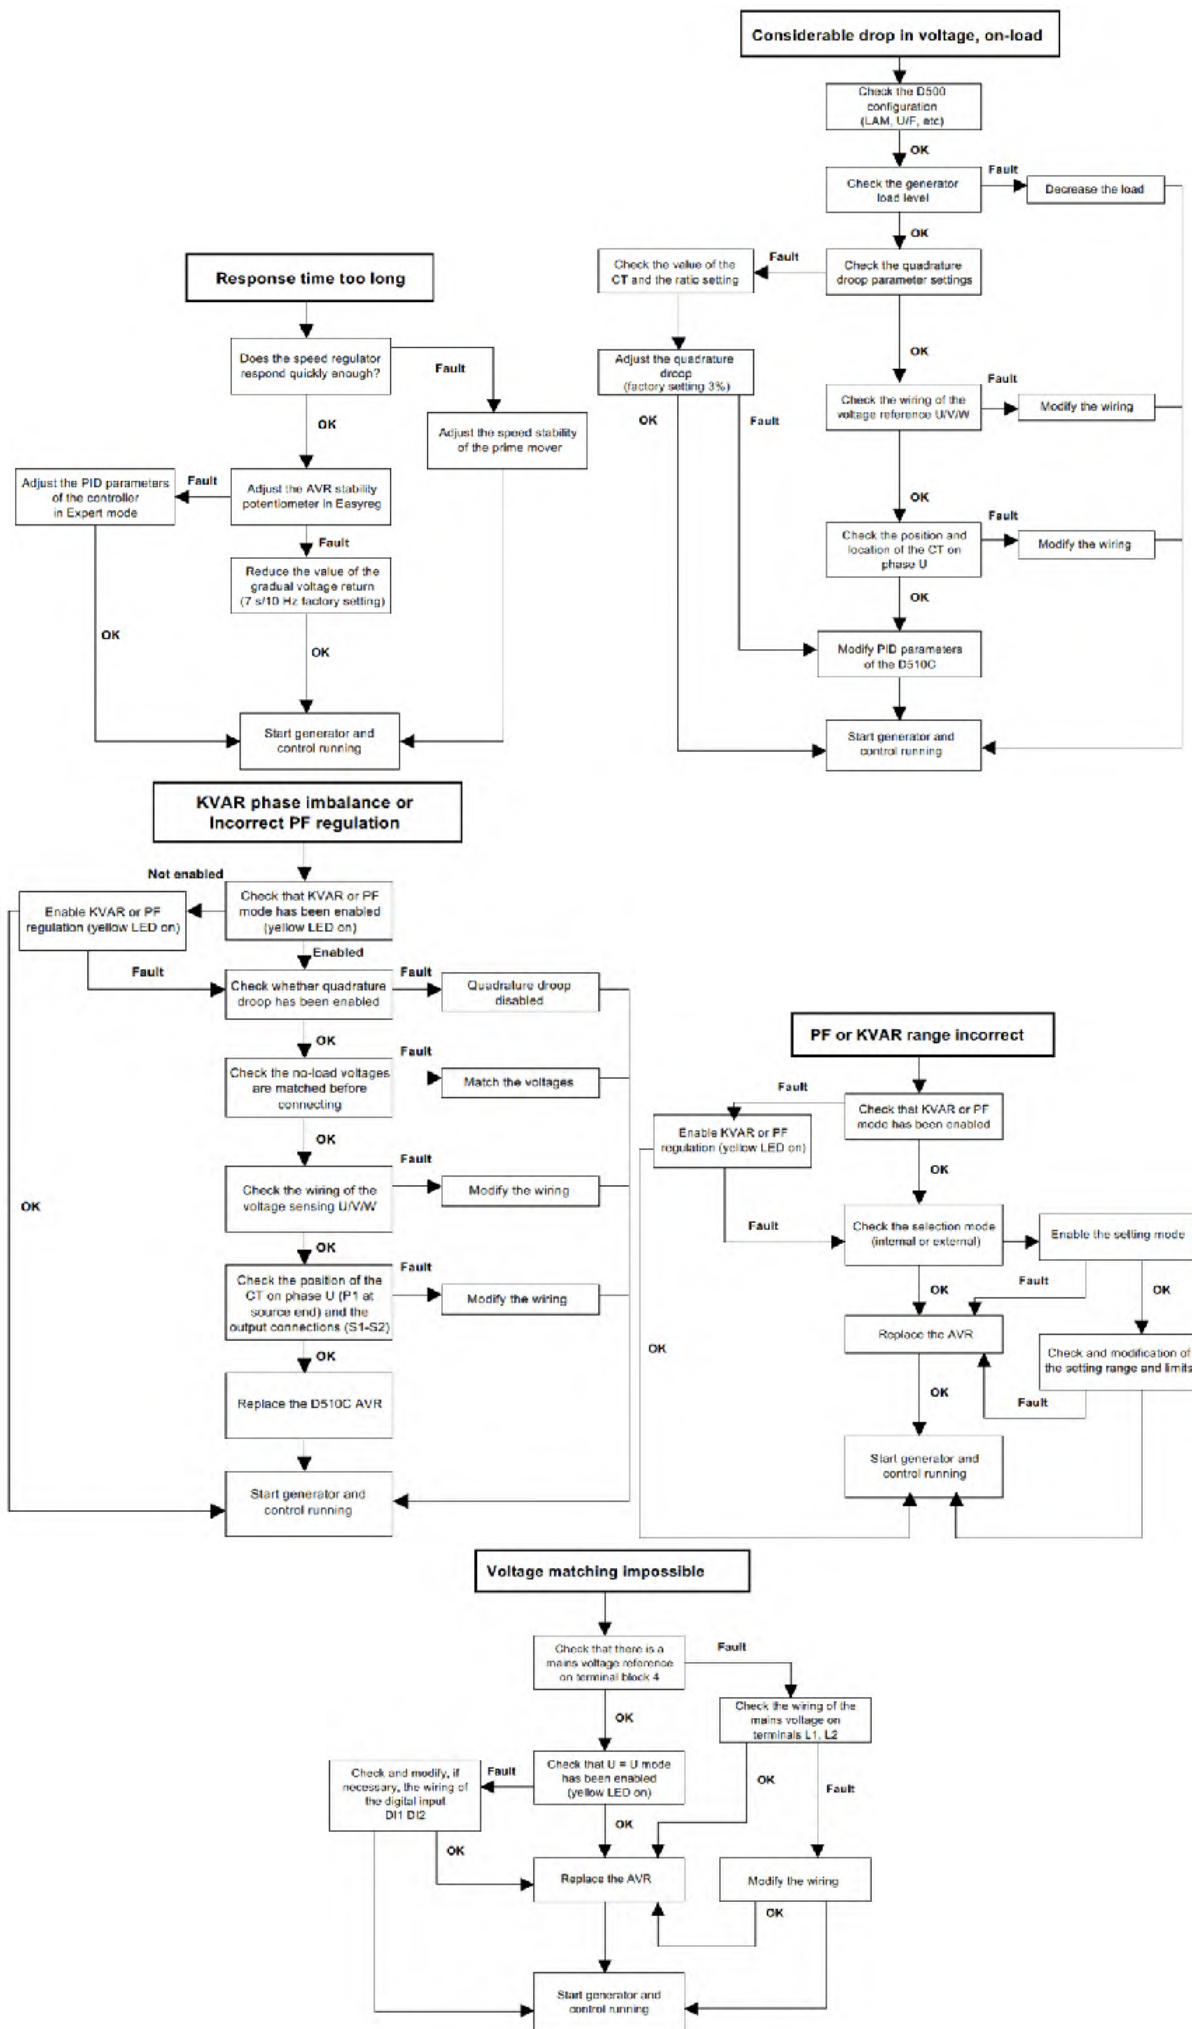 Considerable drop in voltage, on-load
Check the D500
configuration
(LAM, U/F, etc)
OK
Check the generator
load level
Fault
Decrease the load
OK
Check the quadrature
droop parameter settings
Fault
Check the value of the
CT and the ratio setting
Adjust the quadrature
droop
(factory setting 3%)
OK
Fault
OK
Check the wiring of the
voltage reference U/V/W
Fault
Modify the wiring
OK
Check the position and
location of the CT on
phase U
Fault
Modify the wiring
OK
Modify PID parameters
of the D510C
Start generator and
control running
Response time too long
Does the speed regulator
respond quickly enough?
Fault
Adjust the speed stability
of the prime mover
OK
Adjust the AVR stability
potentiometer in Easyreg
Fault
Adjust the PID parameters
of the controller
in Expert mode
Fault
Reduce the value of the
gradual voltage return
(7 s/10 Hz factory setting)
OK
OK
Start generator and
control running
KVAR phase imbalance or
Incorrect PF regulation
Not enabled
Check that KVAR or PF
mode has been enabled
(yellow LED on)
Enable KVAR or PF
regulation (yellow LED on)
Enabled
Fault
Check whether quadrature
droop has been enabled
Fault
Quadrature droop
disabled
OK
Check the no-load voltages
are matched before
connecting
Fault
Match the voltages
OK
Check the wiring of the
voltage sensing U/V/W
Fault
Modify the wiring
OK
OK
Check the position of the
CT on phase U (P1 at
source end) and the
output connections (S1-S2)
Fault
Modify the wiring
OK
Replace the D510C AVR
Start generator and
control running
PF or KVAR range incorrect
Fault
Check that KVAR or PF
mode has been enabled
Enable KVAR or PF
regulation (yellow LED on)
OK
Fault
Check the selection mode
(internal or external)
Enable the setting mode
OK
Fault
OK
Replace the AVR
OK
Check and modification of
the setting range and limits
OK
Fault
Start generator and
control running
Voltage matching impossible
Check that there is a
mains voltage reference
on terminal block 4
Fault
Check the wiring of the
mains voltage on
terminals L1, L2
OK
Check that U = U mode
has been enabled
(yellow LED on)
Fault
Check and modify, if
necessary, the wiring of
the digital input
DI1 DI2
OK
Fault
OK
OK
Replace the AVR
Modify the wiring
OK
Start generator and
control running